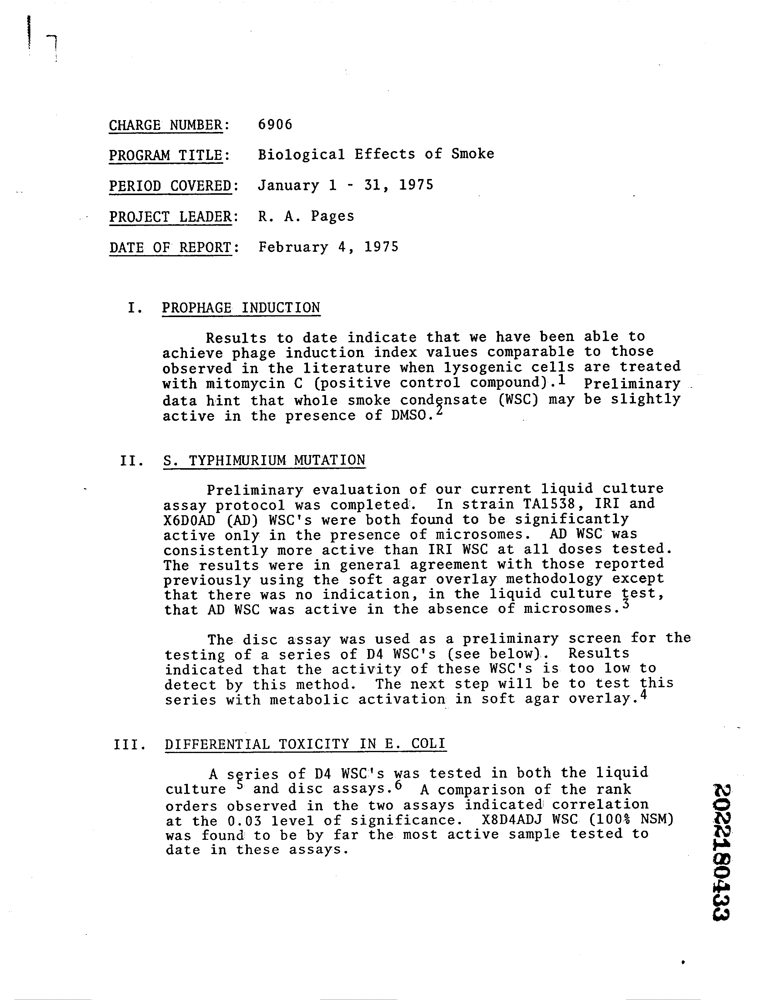 CHARGE NUMBER: 6906
PROGRAM TITLE: Biological Effects of Smoke
PERIOD COVERED: January 1 - 31, 1975
PROJECT LEADER: R. A. Pages
DATE OF REPORT: February 4, 1975
I. PROPHAGE INDUCTION
Results to date indicate that we have been able to
achieve phage induction index values comparable to those
observed in the literature when lysogenic cells are treated
with mitomycin C (positive control compound).1 Preliminary
data hint that whole smoke condensate (WSC) may be slightly
active in the presence of DMSO.2
II. S. TYPHIMURIUM MUTATION
Preliminary evaluation of our current liquid culture
assay protocol was completed. In strain TA1538, IRI and
X6D0AD (AD) WSC's were both found to be significantly
active only in the presence of microsomes. AD WSC was
consistently more active than IRI WSC at all doses tested.
The results were in general agreement with those reported
previously using the soft agar overlay methodology except
that there was no indication, in the liquid culture test,
that AD WSC was active in the absence of microsomes.3
The disc assay was used as a preliminary screen for the
testing of a series of D4 WSC's (see below). Results
indicated that the activity of these WSC's is too low to
detect by this method. The next step will be to test this
series with metabolic activation in soft agar overlay.4
III. DIFFERENTIAL TOXICITY IN E. COLI
A series of D4 WSC's was tested in both the liquid
culture 5 and disc assays.6 A comparison of the rank
orders observed in the two assays indicated correlation
at the 0.03 level of significance. X8D4ADJ WSC (100% NSM)
was found to be by far the most active sample tested to
date in these assays.
2022180433